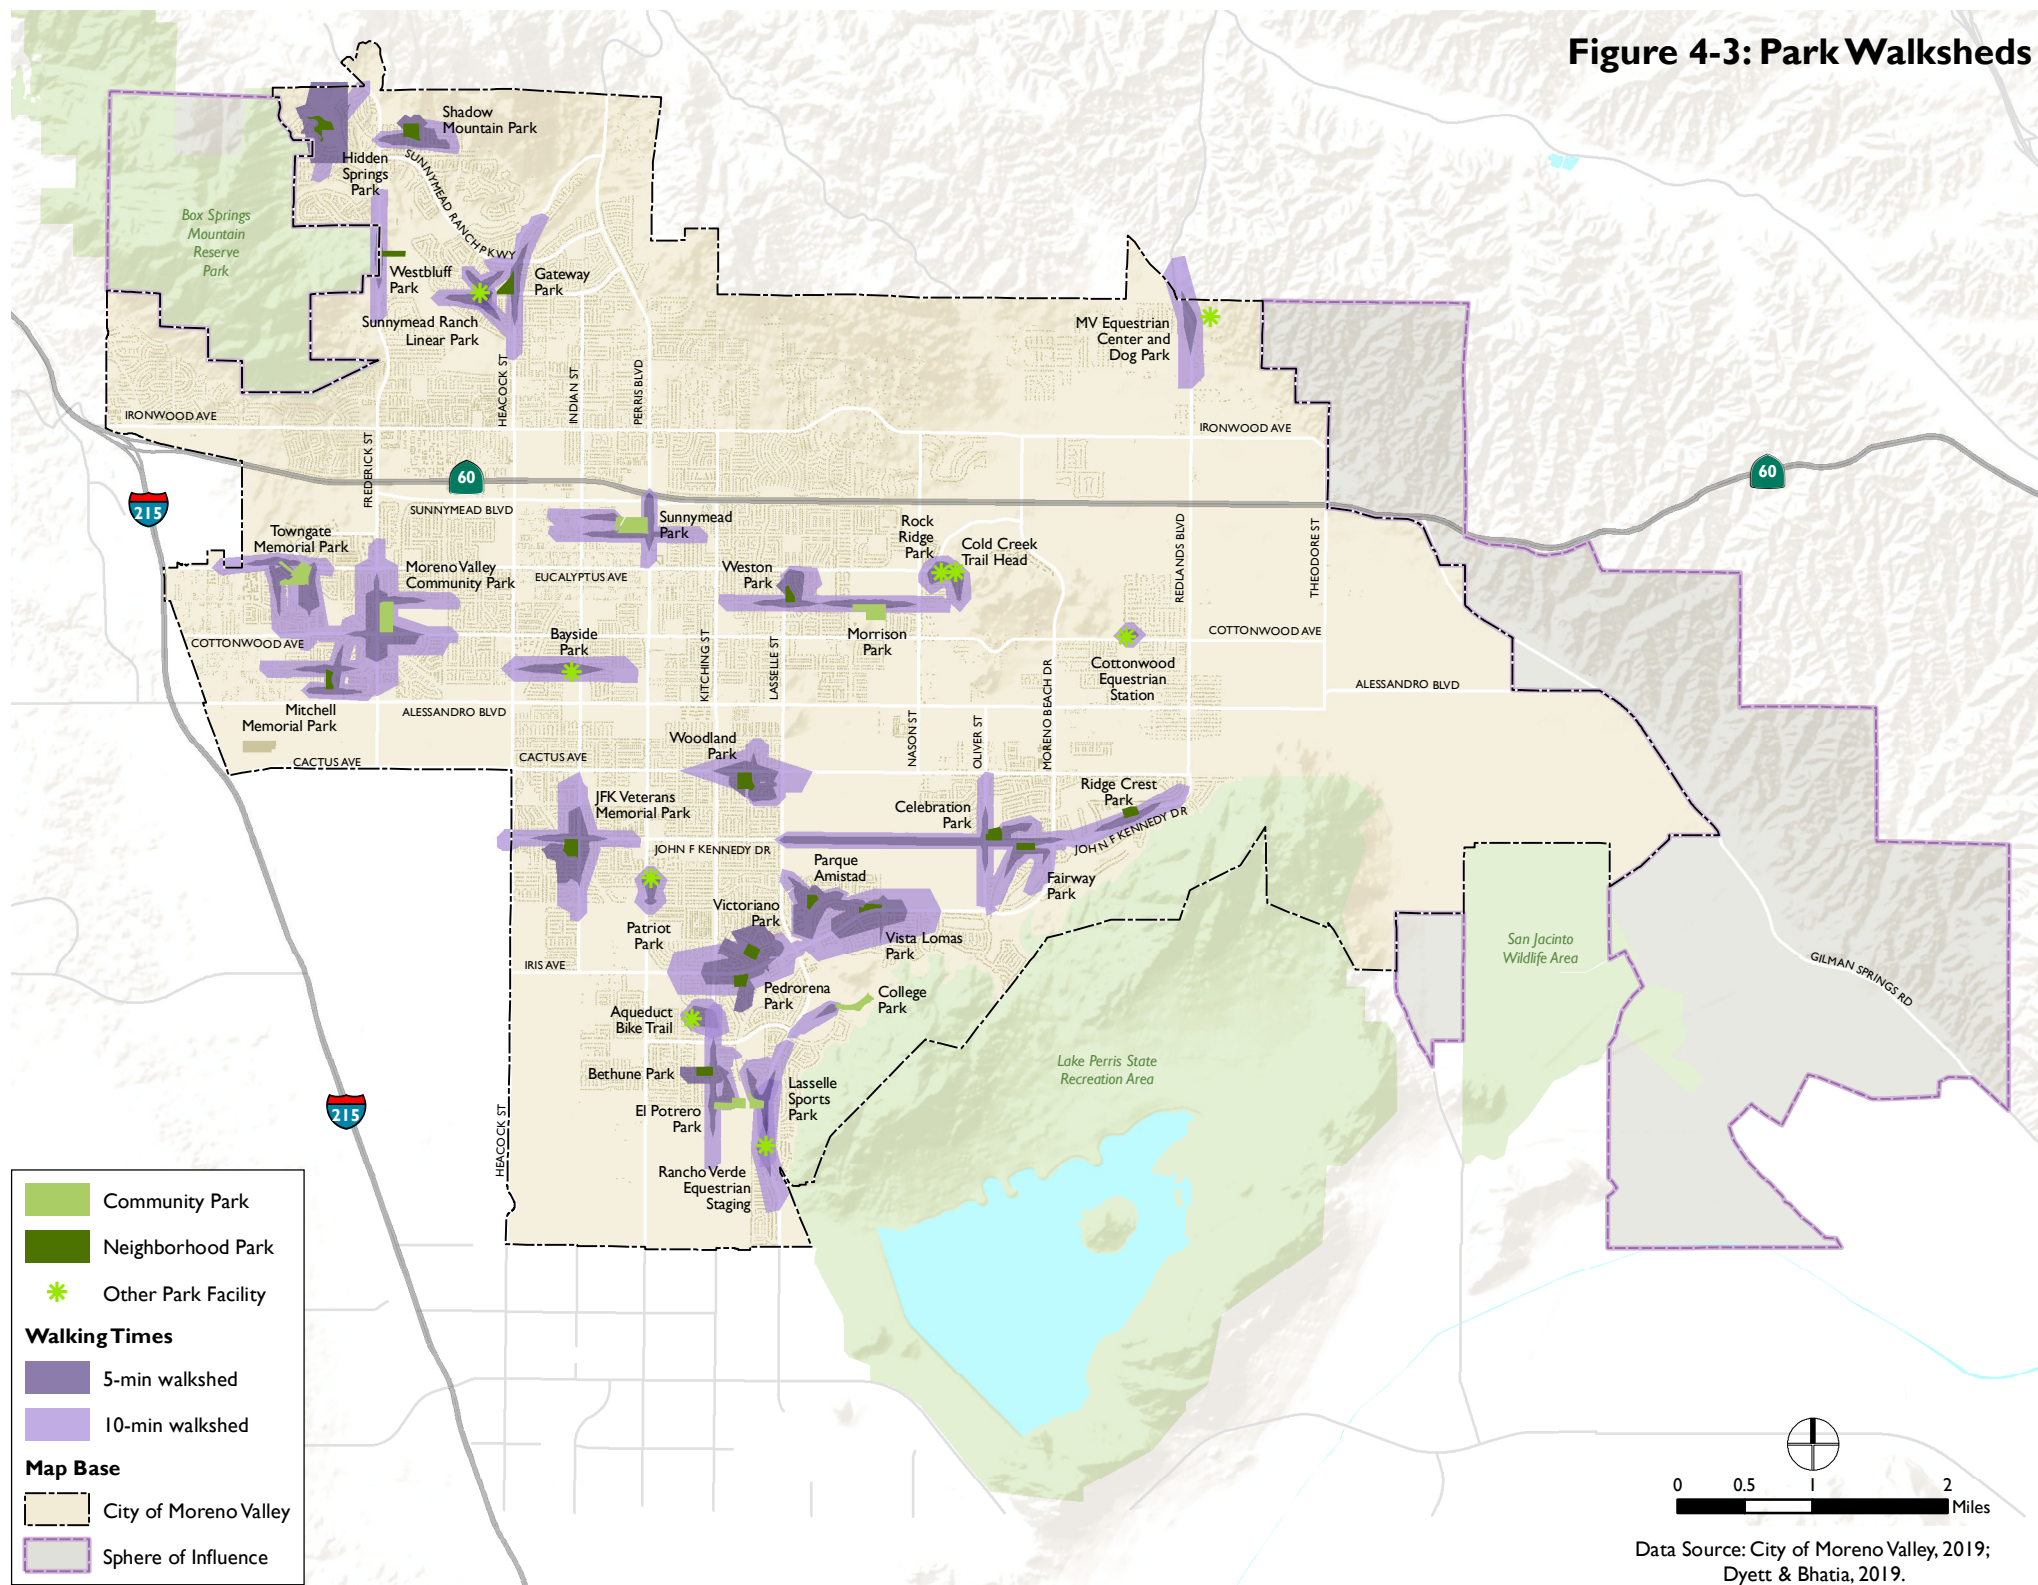 Figure 4-3: Park Walksheds
Shadow
Mountain Park
Hidden
Springs
Park
SUNNYMEAD RANCH PKWY
Box Springs
Mountain
Reserve
Park
Westbluff
Park
Gateway
Park
Sunnymead Ranch
Linear Park
MV Equestrian
Center and
Dog Park
HEACOCK ST
INDIAN ST
PERRIS BLVD
IRONWOOD AVE
IRONWOOD AVE
FREDERICK ST
60
60
215
SUNNYMEAD BLVD
Sunnymead
Park
Rock
Ridge
Park
Cold Creek
Trail Head
REDLANDS BLVD
THEODORE ST
Towngate
Memorial Park
Moreno Valley
Community Park
EUCALYPTUS AVE
Weston
Park
COTTONWOOD AVE
Bayside
Park
KITCHING ST
LASSELLE ST
Morrison
Park
COTTONWOOD AVE
Cottonwood
Equestrian
Station
MORENO BEACH DR
ALESSANDRO BLVD
Mitchell
Memorial Park
ALESSANDRO BLVD
NASON ST
OLIVER ST
Woodland
Park
CACTUS AVE
CACTUS AVE
JFK Veterans
Memorial Park
Celebration
Park
Ridge Crest
Park
JOHN F KENNEDY DR
JOHN F KENNEDY DR
Parque
Amistad
Fairway
Park
Victoriano
Park
Patriot
Park
Vista Lomas
Park
San Jacinto
Wildlife Area
GILMAN SPRINGS RD
IRIS AVE
Pedrorena
Park
College
Park
Aqueduct
Bike Trail
Lake Perris State
Recreation Area
Bethune Park
Lasselle
Sports
Park
El Potrero
Park
215
HEACOCK ST
Rancho Verde
Equestrian
Staging
Community Park
Neighborhood Park
Other Park Facility
Walking Times
5-min walkshed
10-min walkshed
Map Base
City of Moreno Valley
Sphere of Influence
0 0.5 1 2
Miles
Data Source: City of Moreno Valley, 2019;
Dyett & Bhatia, 2019.